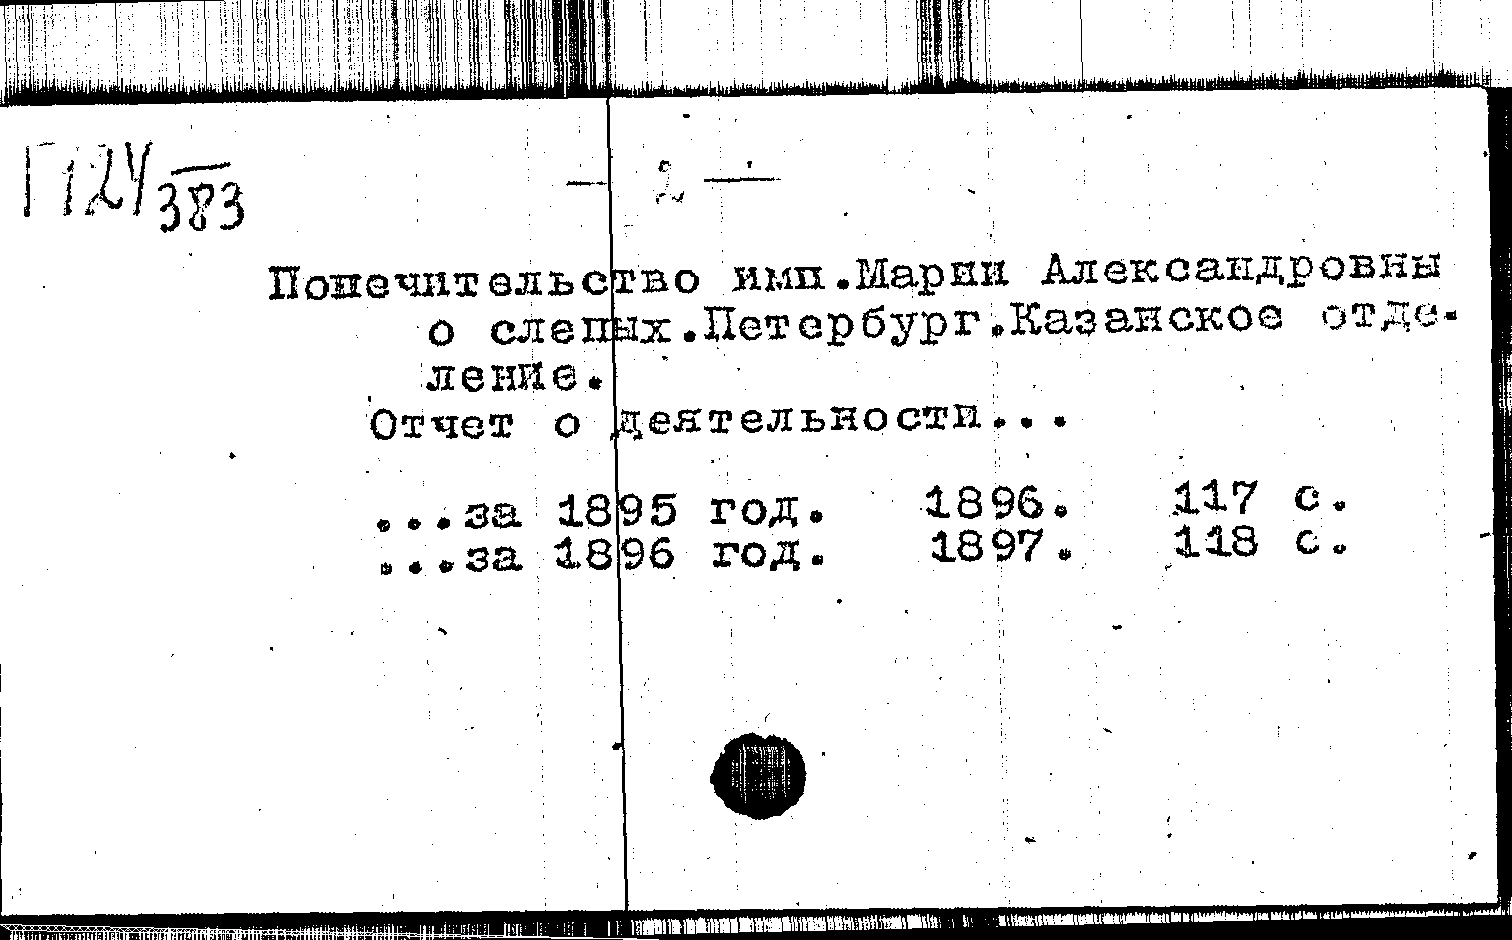 Г124/383
- 2 -
Попечительство имп.Марии Александровны
о слепых.Петербург.Казанское отде-
ление.
Отчет о деятельности...
...за 1895 год. 1896. 117 с.
...за 1896 год. 1897. 118 с.